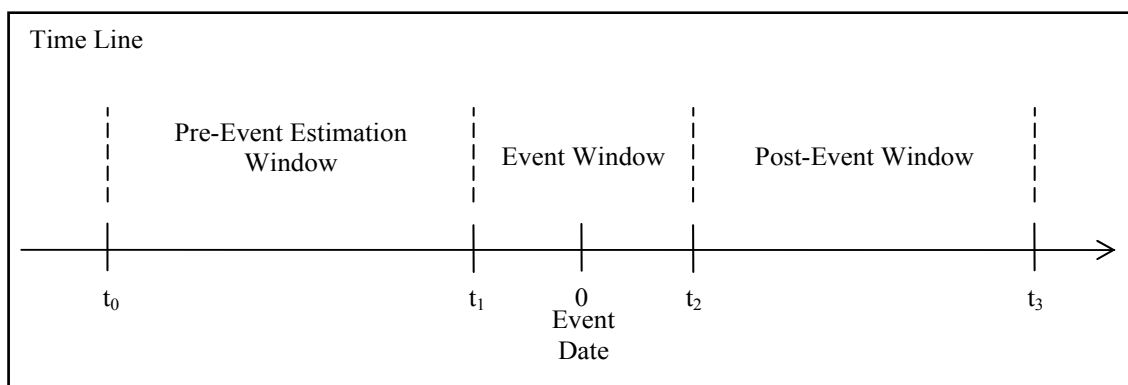 Time Line
Pre-Event Estimation
Window
Event Window
Post-Event Window
t₀
t₁
0
t₂
t₃
Event
Date